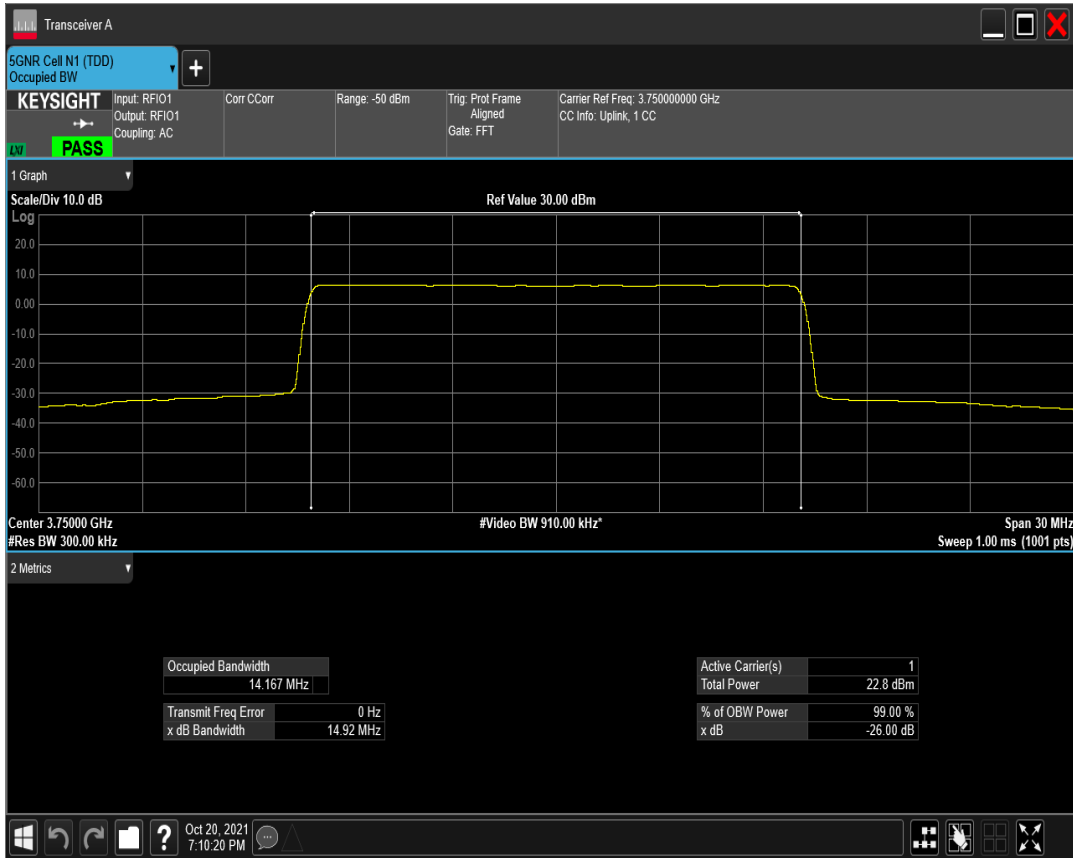 Transceiver A
5GNR Cell N1 (TDD)
Occupied BW
+
KEYSIGHT
LXI
PASS
Input: RFIO1
Output: RFIO1
Coupling: AC
Corr CCorr
Range: -50 dBm
Trig: Prot Frame
Aligned
Gate: FFT
Carrier Ref Freq: 3.750000000 GHz
CC Info: Uplink, 1 CC
1 Graph
Scale/Div 10.0 dB
Ref Value 30.00 dBm
Log
20.0
10.0
0.00
-10.0
-20.0
-30.0
-40.0
-50.0
-60.0
Center 3.75000 GHz
#Video BW 910.00 kHz*
Span 30 MHz
#Res BW 300.00 kHz
Sweep 1.00 ms (1001 pts)
2 Metrics
Occupied Bandwidth
14.167 MHz
Transmit Freq Error 0 Hz
x dB Bandwidth 14.92 MHz
Active Carrier(s) 1
Total Power 22.8 dBm
% of OBW Power 99.00 %
x dB -26.00 dB
?
Oct 20, 2021
7:10:20 PM